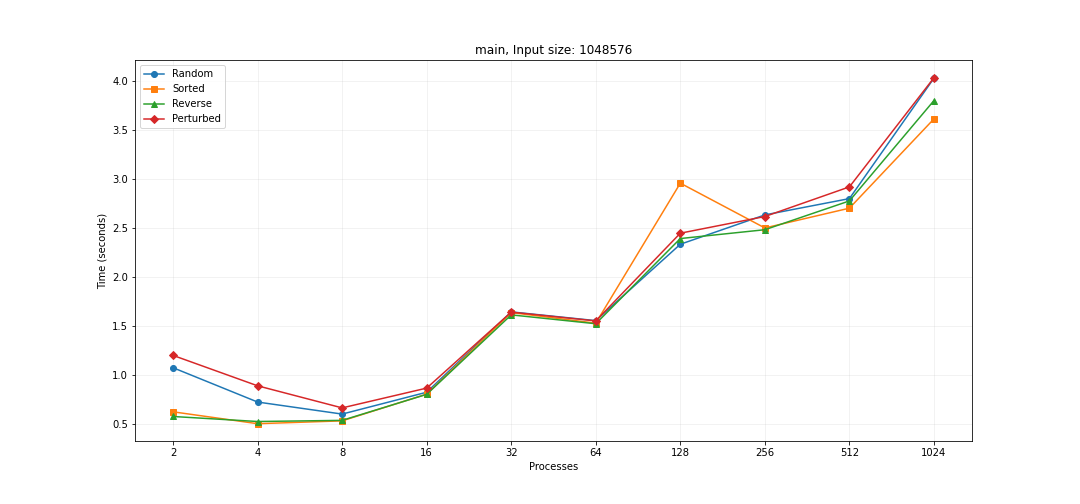 main, Input size: 1048576
Random
Sorted
Reverse
Perturbed
Time (seconds)
4.0
3.5
3.0
2.5
2.0
1.5
1.0
0.5
2 4 8 16 32 64 128 256 512 1024
Processes